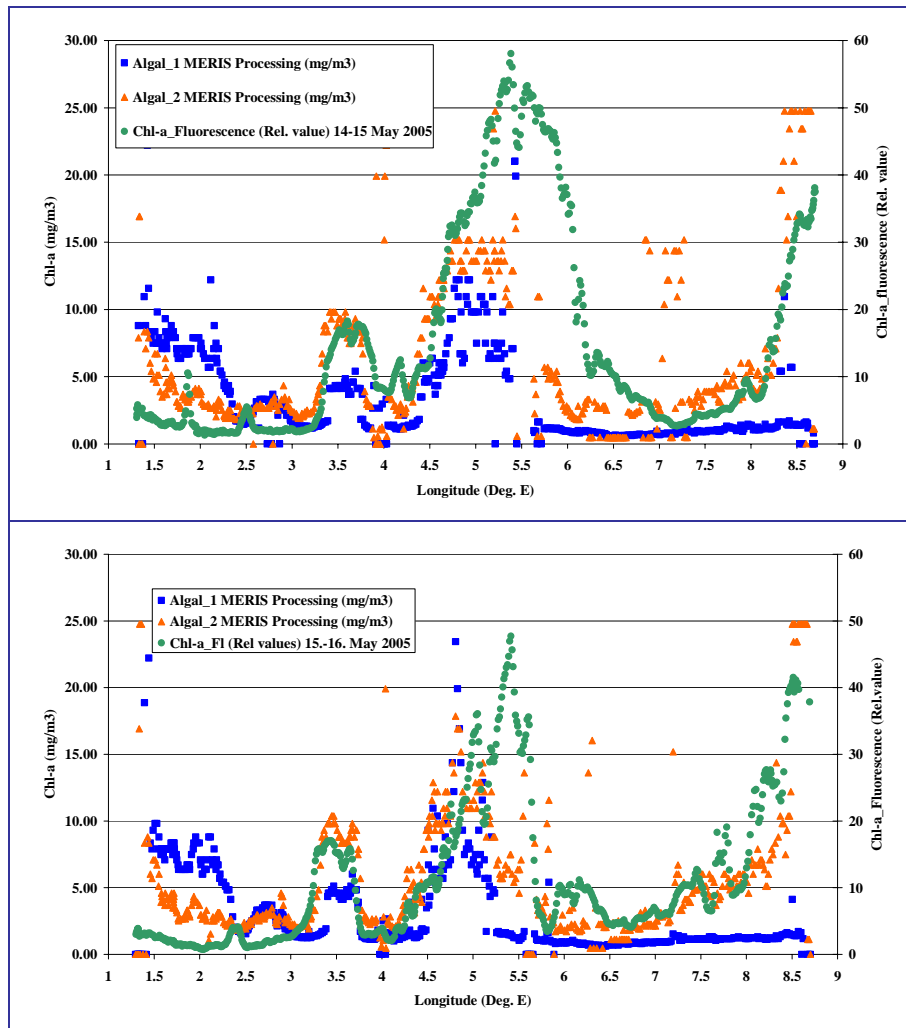 30.00
25.00
20.00
15.00
10.00
5.00
0.00
Chl-a (mg/m3)
Algal_1 MERIS Processing (mg/m3)
Algal_2 MERIS Processing (mg/m3)
Chl-a_Fluorescence (Rel. value) 14-15 May 2005
60
50
40
30
20
10
0
Chl-a_fluorescence (Rel. value)
1 1.5 2 2.5 3 3.5 4 4.5 5 5.5 6 6.5 7 7.5 8 8.5 9
Longitude (Deg. E)
30.00
25.00
20.00
15.00
10.00
5.00
0.00
Chl-a (mg/m3)
Algal_1 MERIS Processing (mg/m3)
Algal_2 MERIS Processing (mg/m3)
Chl-a_Fl (Rel values) 15.-16. May 2005
60
50
40
30
20
10
0
Chl-a_Fluorescence (Rel.value)
1 1.5 2 2.5 3 3.5 4 4.5 5 5.5 6 6.5 7 7.5 8 8.5 9
Longitude (Deg. E)